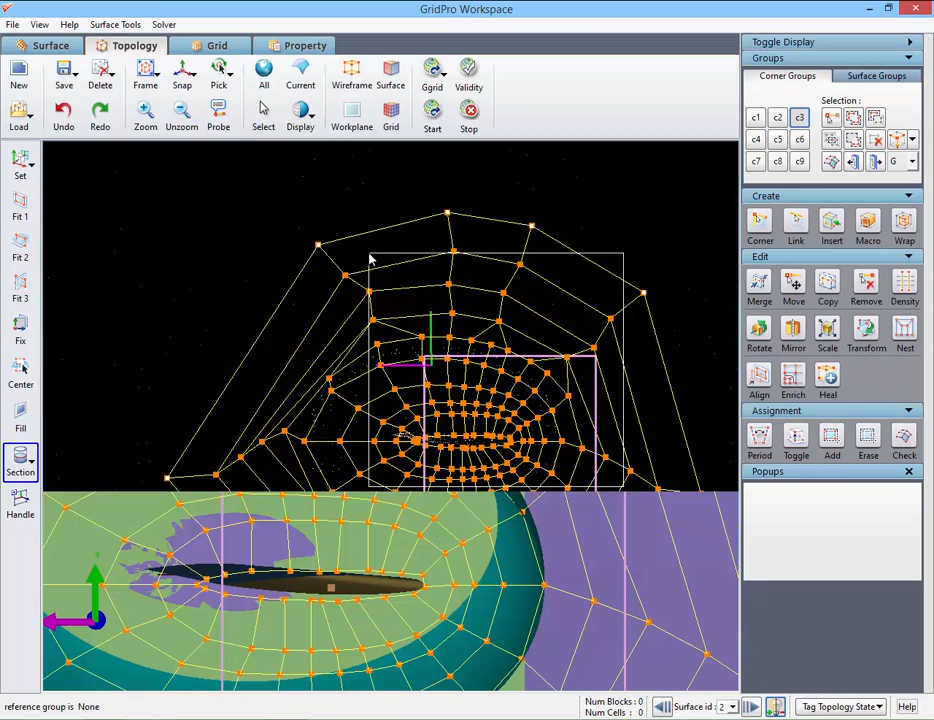 GridPro Workspace
File View Help Surface Tools Solver
Surface Topology Grid Property
New Save Delete Frame Snap Pick All Current Wireframe Surface Ggrid Validity
Load Undo Redo Zoom Unzoom Probe Select Display Workplane Grid Start Stop
Set
Fit 1
Fit 2
Fit 3
Fix
Center
Fill
Section
Handle
Y
Toggle Display
Groups
Corner Groups Surface Groups
Selection :
c1 c2 c3
c4 c5 c6
c7 c8 c9
G
Create
Corner Link Insert Macro Wrap
Edit
Merge Move Copy Remove Density
Rotate Mirror Scale Transform Nest
Align Enrich Heal
Assignment
Period Toggle Add Erase Check
Popups
reference group is None
Num Blocks : 0
Num Cells : 0
Surface id : 2
Tag Topology State
Help